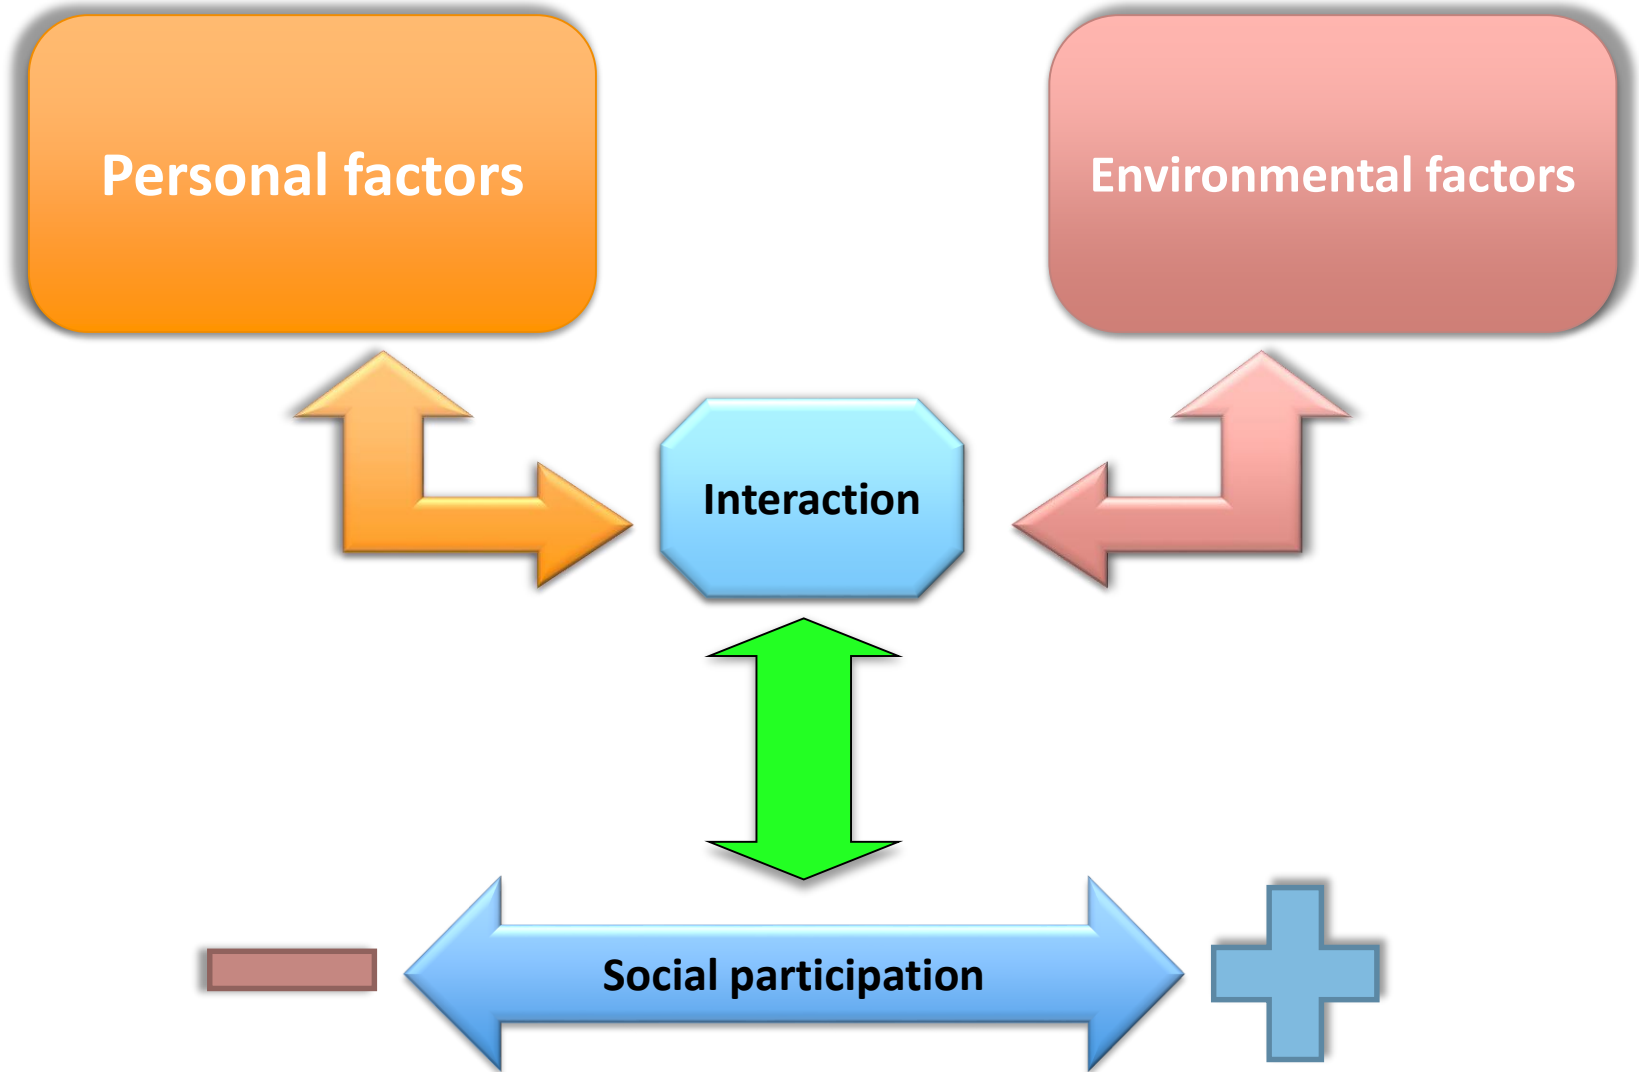 Personal factors
Environmental factors
Interaction
Social participation